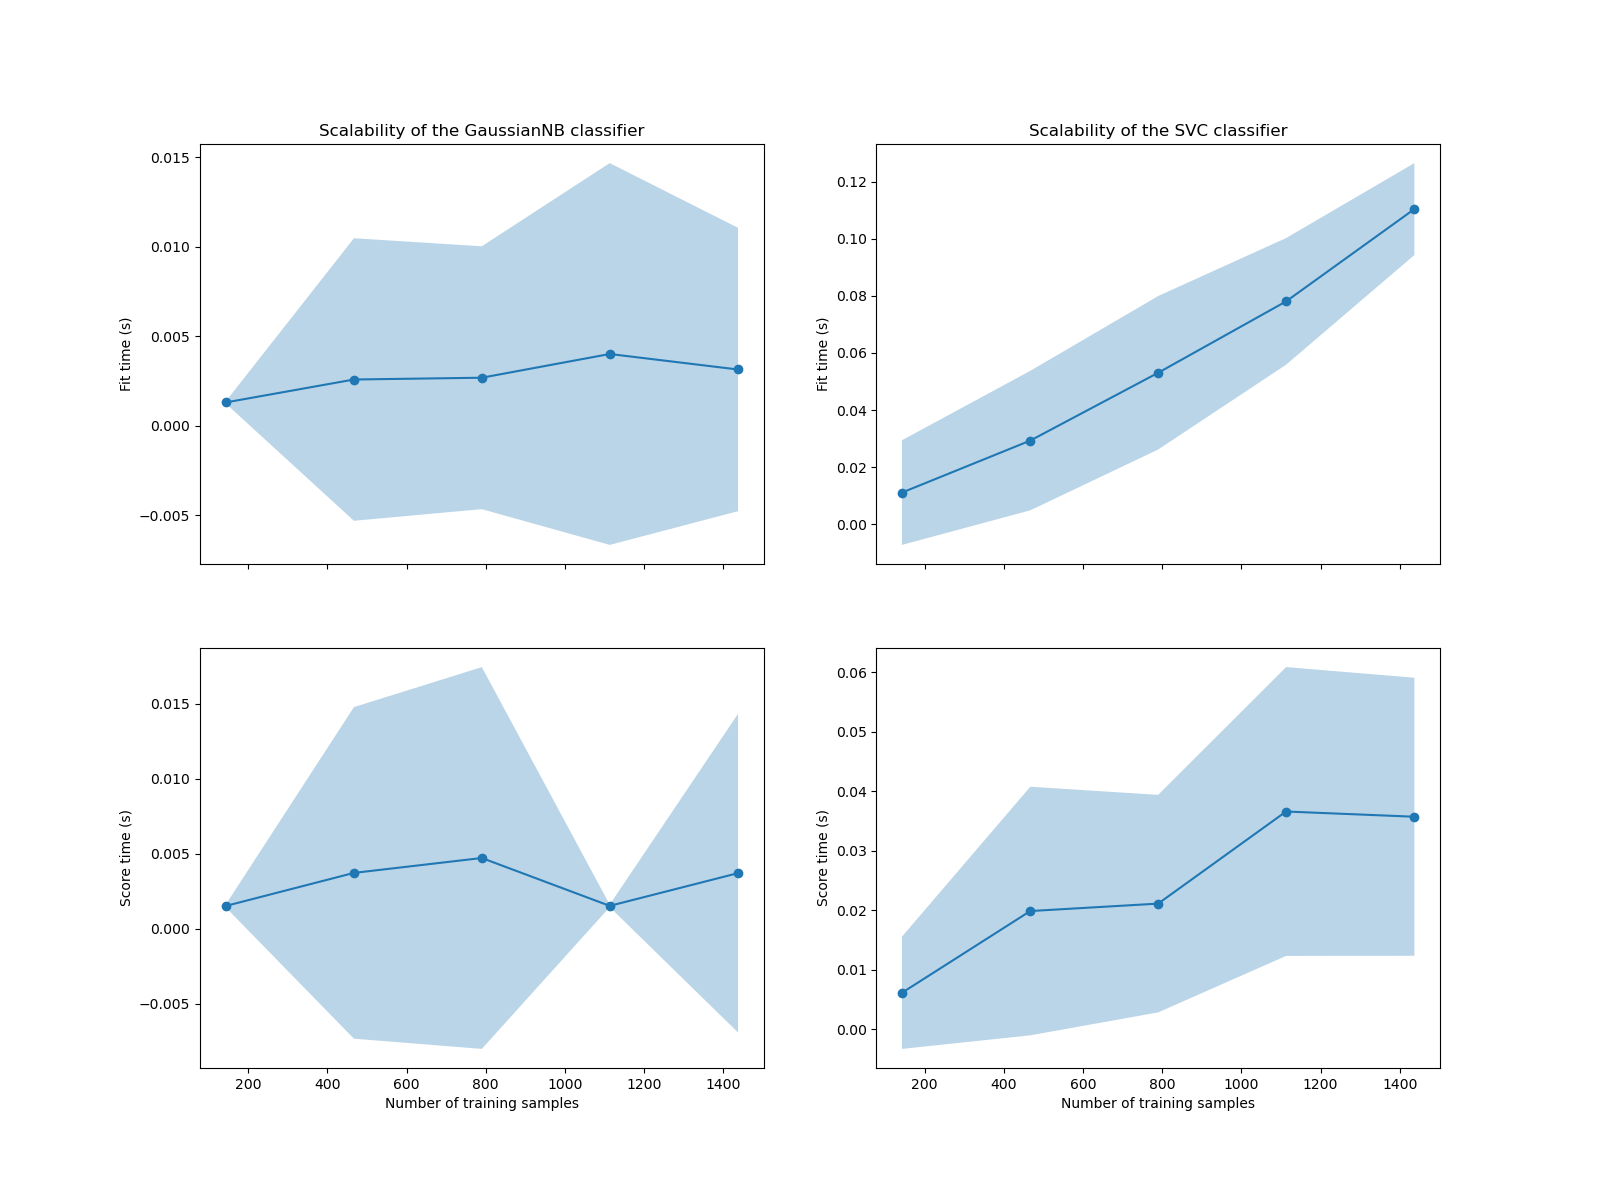 Scalability of the GaussianNB classifier
0.015
0.010
0.005
0.000
−0.005
Fit time (s)
Scalability of the SVC classifier
0.12
0.10
0.08
0.06
0.04
0.02
0.00
Fit time (s)
0.015
0.010
0.005
0.000
−0.005
Score time (s)
200 400 600 800 1000 1200 1400
Number of training samples
0.06
0.05
0.04
0.03
0.02
0.01
0.00
Score time (s)
200 400 600 800 1000 1200 1400
Number of training samples